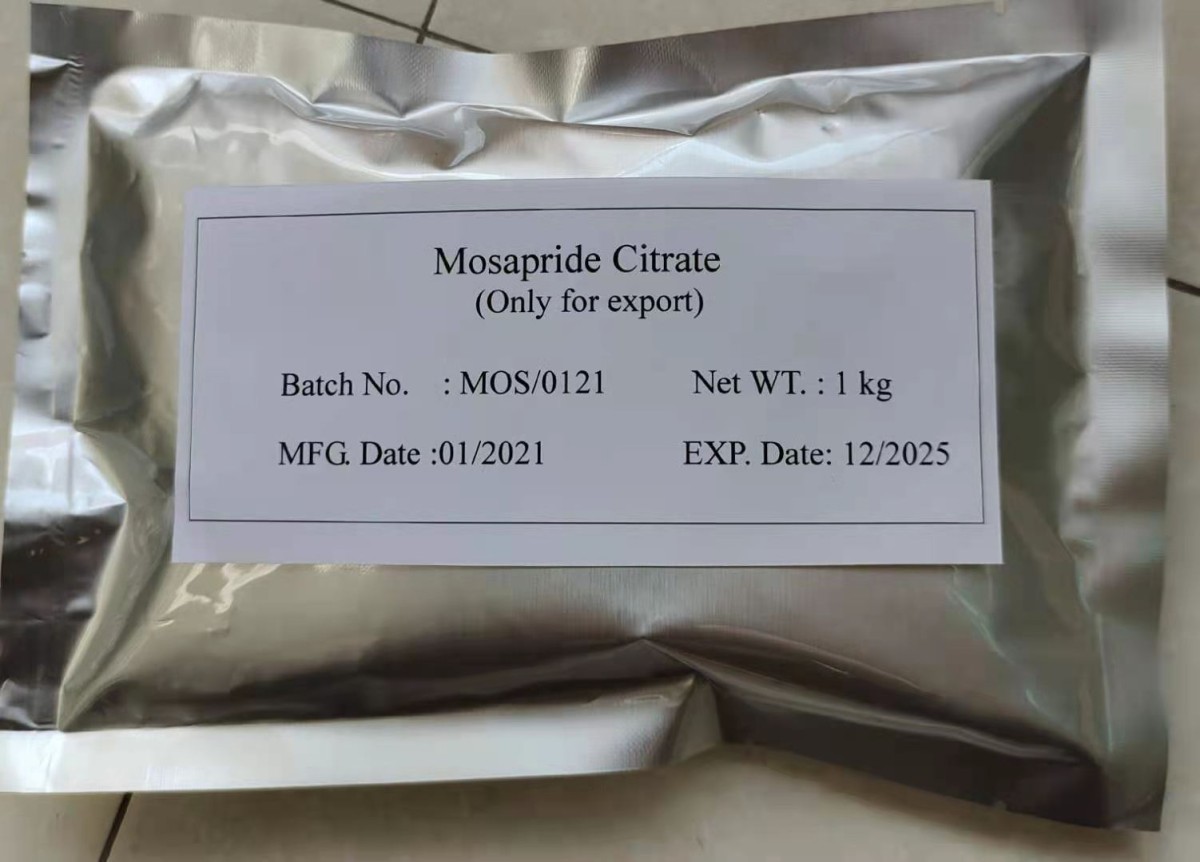 Mosapride Citrate
(Only for export)
Batch No. : MOS/0121 Net WT. : 1 kg
MFG. Date :01/2021 EXP. Date: 12/2025